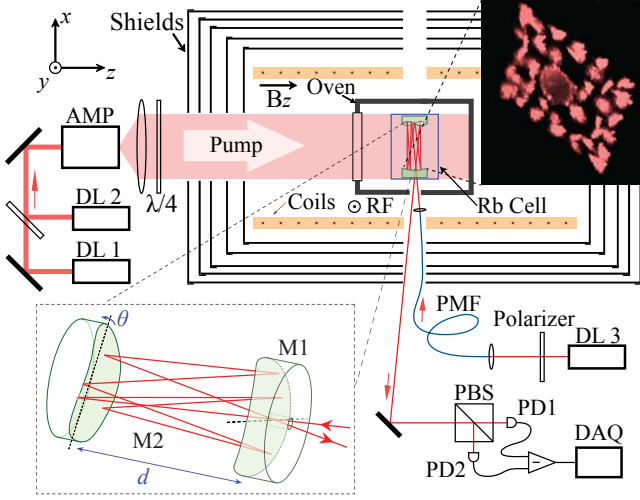 x
y
z
Shields
Bz
Oven
AMP
Pump
λ/4
DL 2
DL 1
Coils
RF
Rb Cell
θ
M1
M2
d
PMF
Polarizer
DL 3
PBS
PD1
PD2
DAQ
−